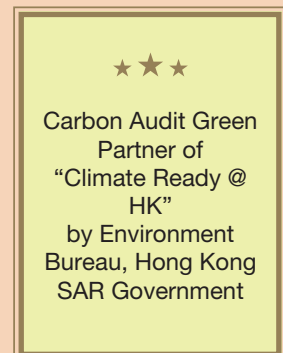 Carbon Audit Green
Partner of
“Climate Ready @
HK”
by Environment
Bureau, Hong Kong
SAR Government